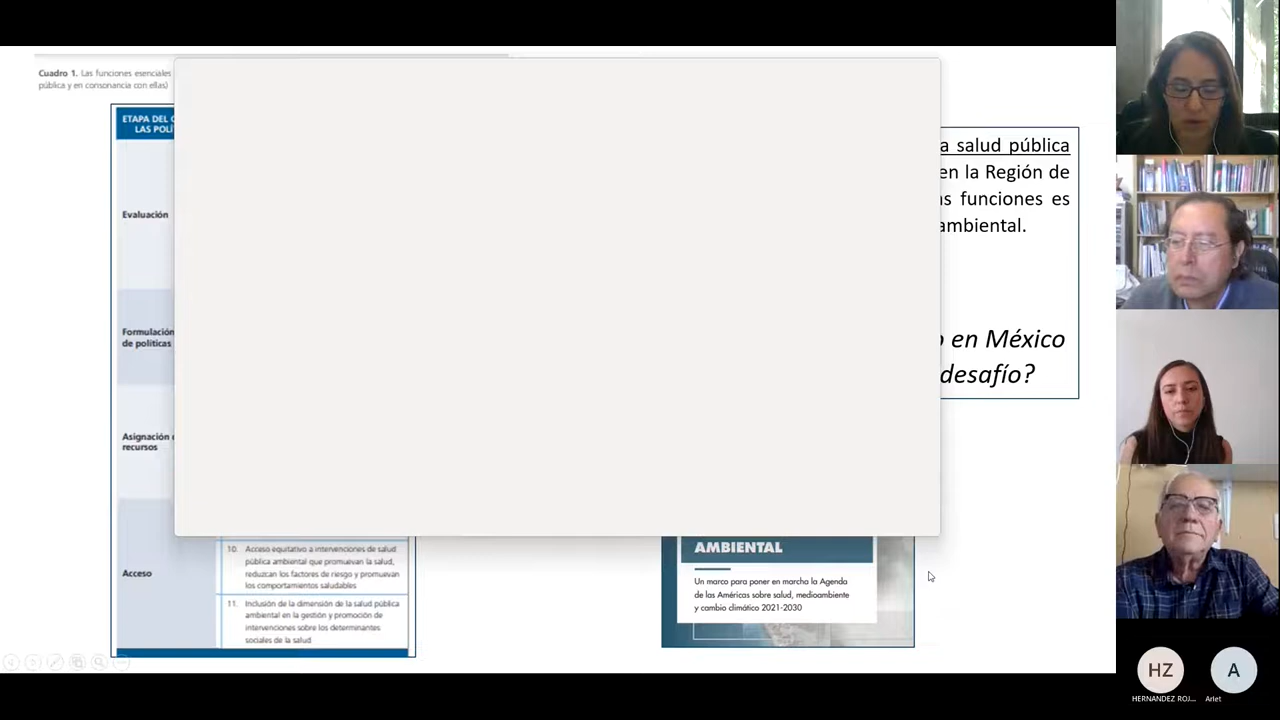 Cuadro 1. Las funciones esenciales
pública y en consonancia con ellas)
ETAPA DEL
LAS
Evaluación
Formulación
de políticas
Asignación
recursos
Acceso
10. Acceso equitativo a intervenciones de salud
pública ambiental que promuevan la salud,
reduzcan los factores de riesgo y promuevan
los comportamientos saludables
11. Inclusión de la dimensión de la salud pública
ambiental en la gestión y promoción de
intervenciones sobre los determinantes
sociales de la salud
a salud pública
en la Región de
funciones es
ambiental.
en México
desafío?
AMBIENTAL
Un marco para poner en marcha la Agenda
de las Américas sobre salud, medioambiente
y cambio climático 2021-2030
HZ
HERNANDEZ ROJ...
A
Arlet